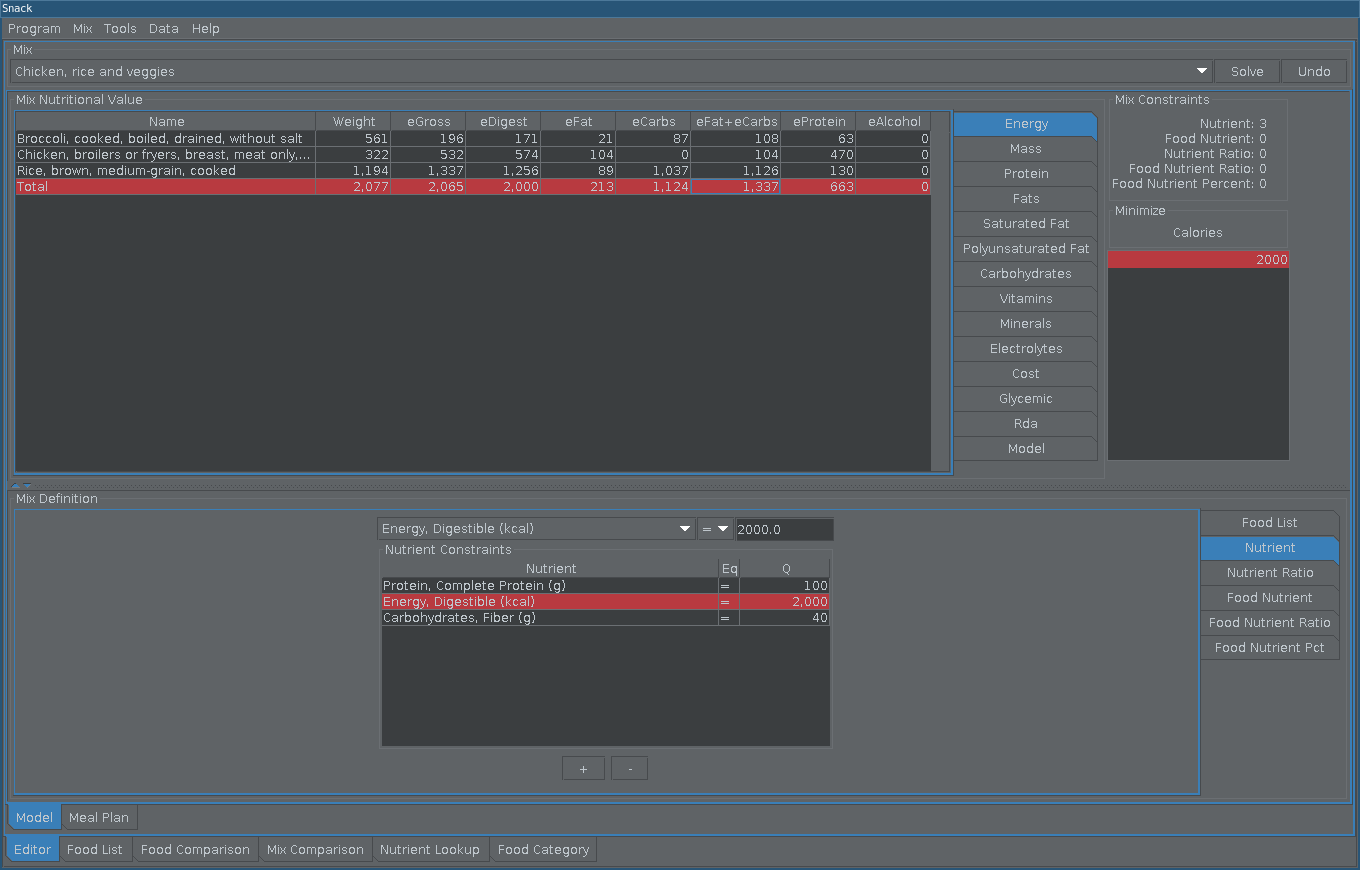 Snack
Program Mix Tools Data Help
Mix
Chicken, rice and veggies Solve Undo
Mix Nutritional Value
Name Weight eGross eDigest eFat eCarbs eFat+eCarbs eProtein eAlcohol
Broccoli, cooked, boiled, drained, without salt 561 196 171 21 87 108 63 0
Chicken, broilers or fryers, breast, meat only,... 322 532 574 104 0 104 470 0
Rice, brown, medium-grain, cooked 1,194 1,337 1,256 89 1,037 1,126 130 0
Total 2,077 2,065 2,000 213 1,124 1,337 663 0
Energy
Mass
Protein
Fats
Saturated Fat
Polyunsaturated Fat
Carbohydrates
Vitamins
Minerals
Electrolytes
Cost
Glycemic
Rda
Model
Mix Constraints
Nutrient: 3
Food Nutrient: 0
Nutrient Ratio: 0
Food Nutrient Ratio: 0
Food Nutrient Percent: 0
Minimize
Calories
2000
Mix Definition
Energy, Digestible (kcal) = 2000.0
Nutrient Constraints
Nutrient Eq Q
Protein, Complete Protein (g) = 100
Energy, Digestible (kcal) = 2,000
Carbohydrates, Fiber (g) = 40
+ -
Food List
Nutrient
Nutrient Ratio
Food Nutrient
Food Nutrient Ratio
Food Nutrient Pct
Model Meal Plan
Editor Food List Food Comparison Mix Comparison Nutrient Lookup Food Category